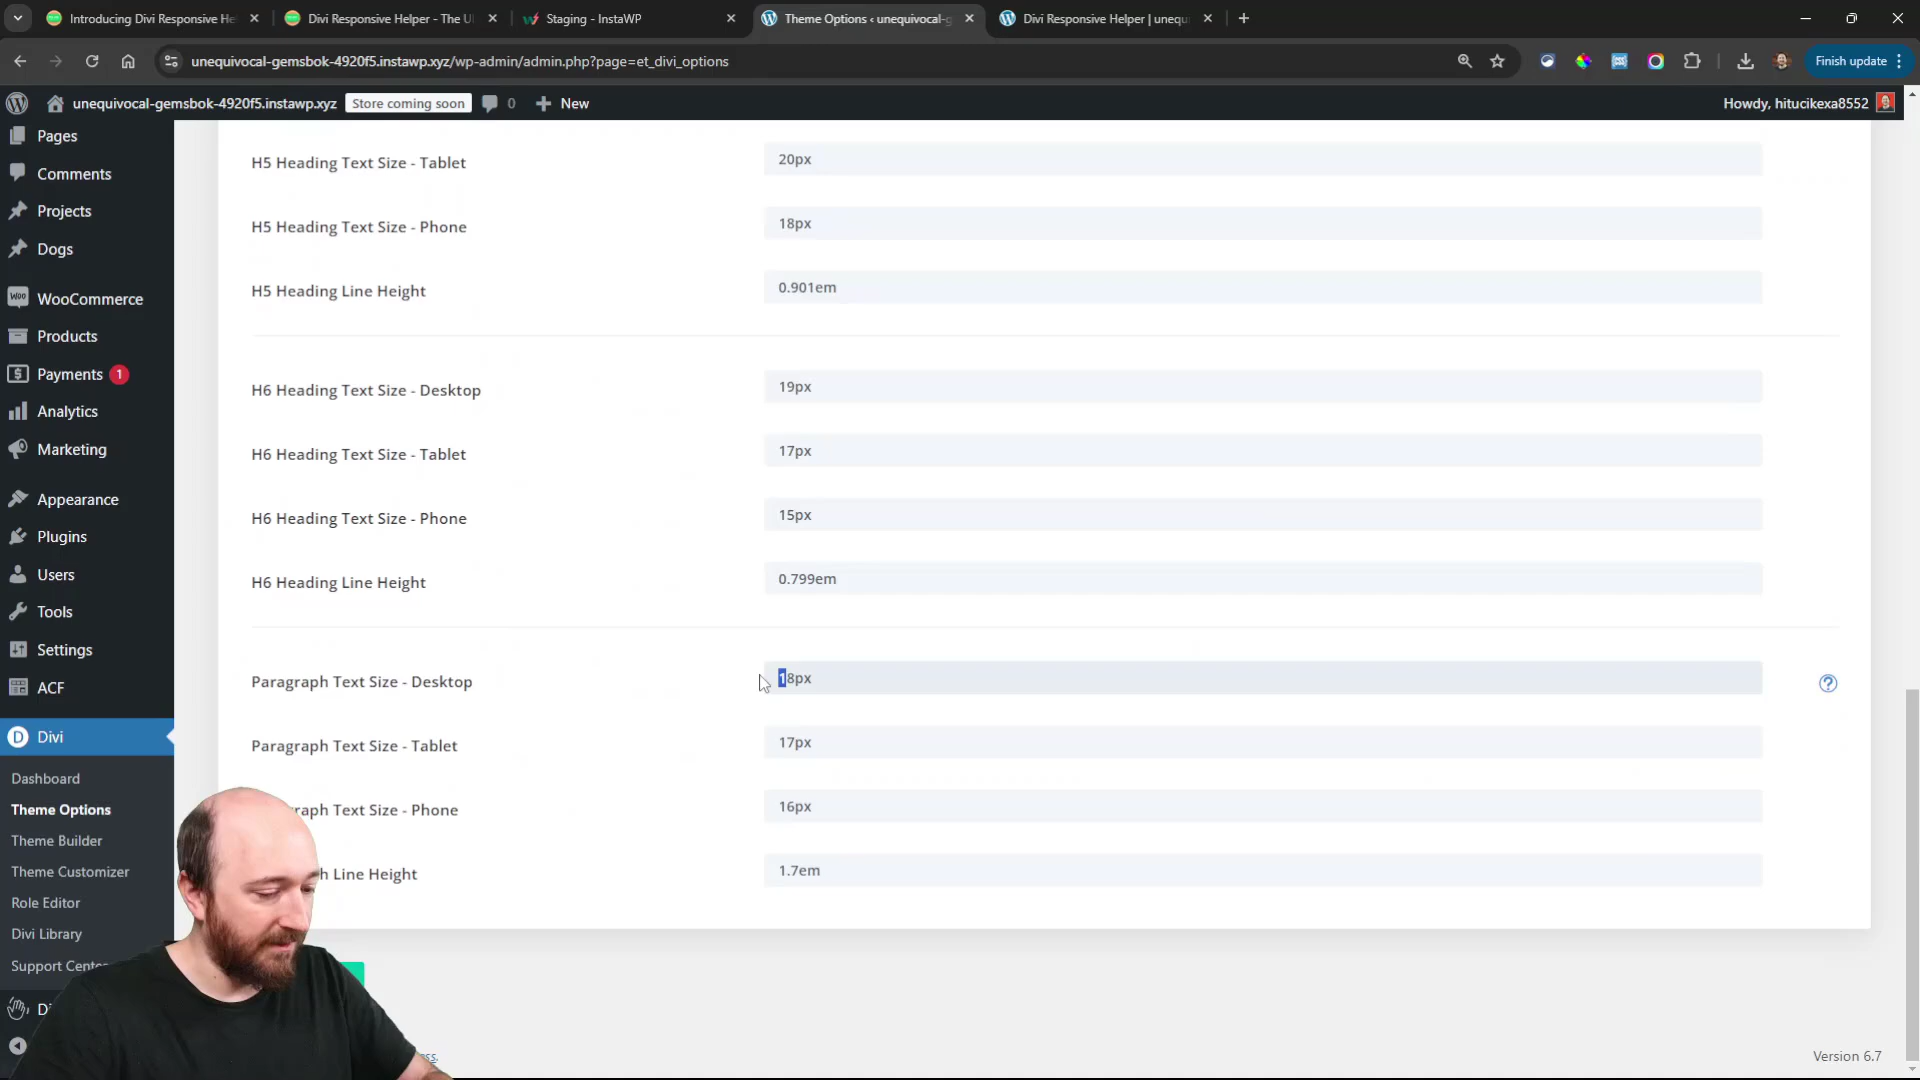 Introducing Divi Responsive He
Divi Responsive Helper - The Ul
Staging - InstaWP
Theme Options ‹ unequivocal-g
Divi Responsive Helper | unequ
unequivocal-gemsbok-4920f5.instawp.xyz/wp-admin/admin.php?page=et_divi_options
Finish update
unequivocal-gemsbok-4920f5.instawp.xyz
Store coming soon
0
New
Howdy, hitucikexa8552
Pages
Comments
Projects
Dogs
WooCommerce
Products
Payments 1
Analytics
Marketing
Appearance
Plugins
Users
Tools
Settings
ACF
Divi
Dashboard
Theme Options
Theme Builder
Theme Customizer
Role Editor
Divi Library
Support Cente
Di
H5 Heading Text Size - Tablet
20px
H5 Heading Text Size - Phone
18px
H5 Heading Line Height
0.901em
H6 Heading Text Size - Desktop
19px
H6 Heading Text Size - Tablet
17px
H6 Heading Text Size - Phone
15px
H6 Heading Line Height
0.799em
Paragraph Text Size - Desktop
18px
Paragraph Text Size - Tablet
17px
raph Text Size - Phone
16px
h Line Height
1.7em
ess.
Version 6.7